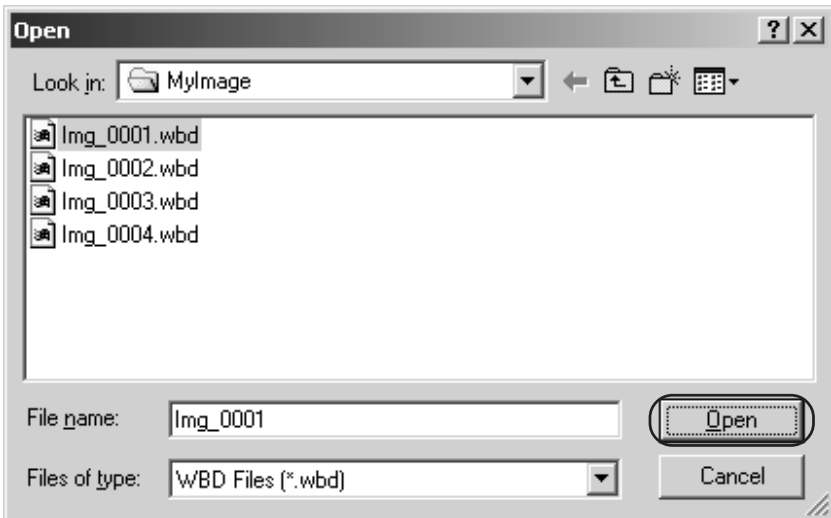 Open
Look in: MyImage
Img_0001.wbd
Img_0002.wbd
Img_0003.wbd
Img_0004.wbd
File name: Img_0001 Open
Files of type: WBD Files (*.wbd) Cancel